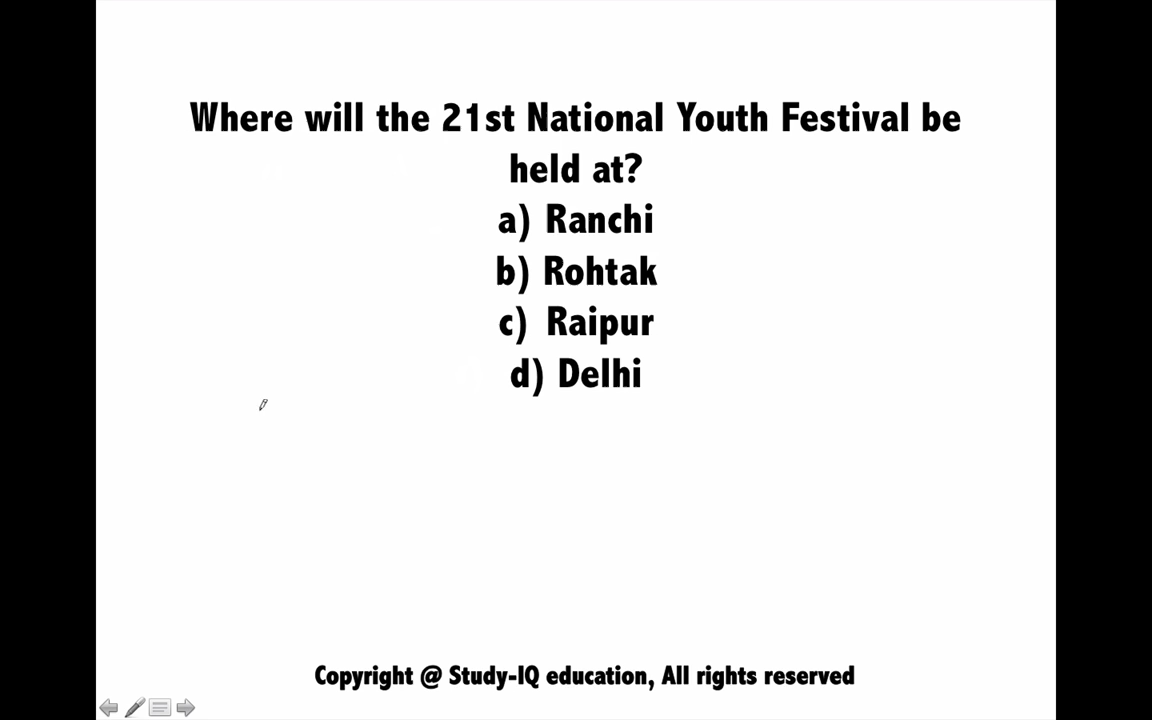 Where will the 21st National Youth Festival be
held at?
a) Ranchi
b) Rohtak
c) Raipur
d) Delhi
Copyright @ Study-IQ education, All rights reserved